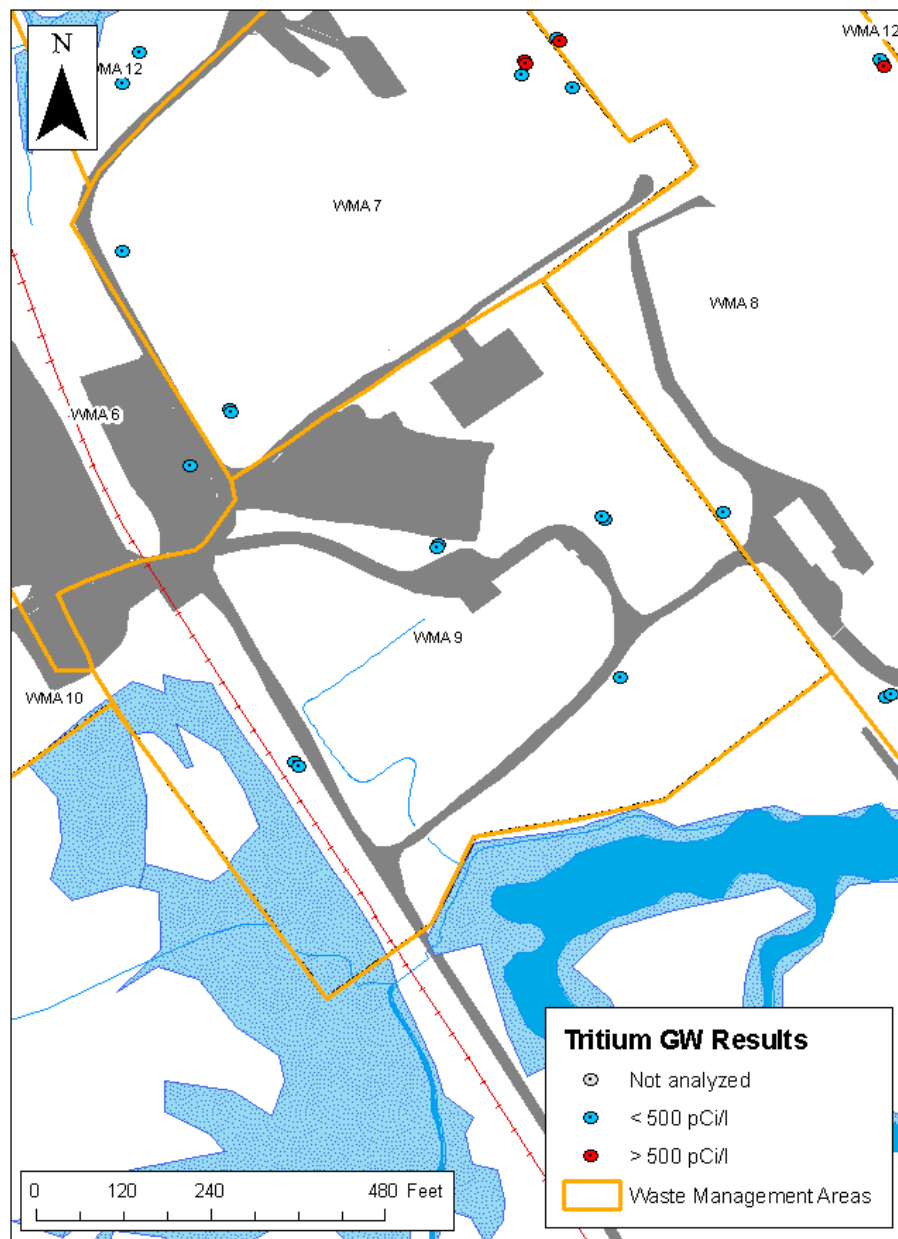 N
WMA 12
WMA 12
WMA 7
WMA 8
WMA 6
WMA 9
WMA 10
Tritium GW Results
Not analyzed
< 500 pCi/l
> 500 pCi/l
Waste Management Areas
0 120 240 480 Feet